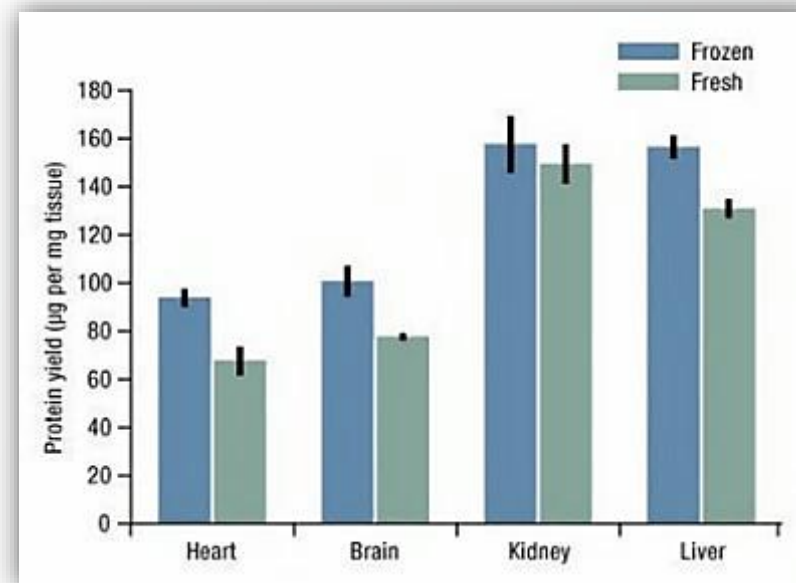 Frozen
Fresh
Protein yield (µg per mg tissue)
180
160
140
120
100
80
60
40
20
0
Heart Brain Kidney Liver